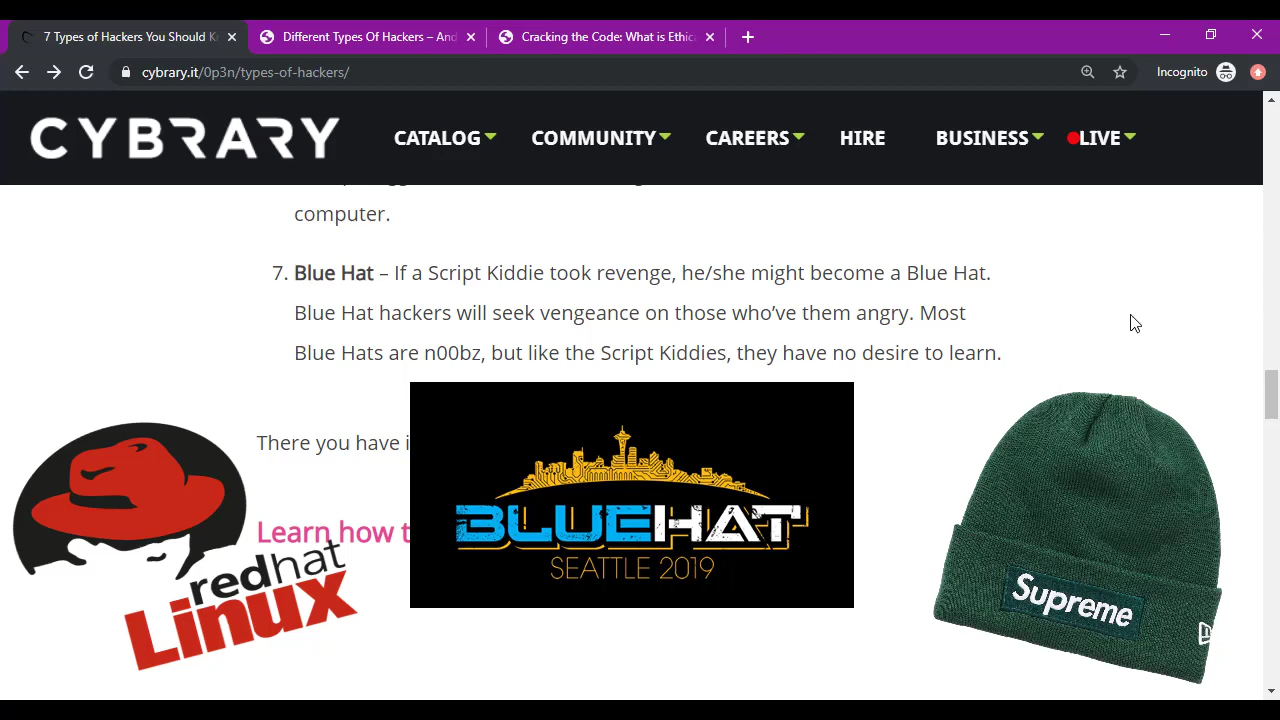 7 Types of Hackers You Should K
Different Types Of Hackers – And
Cracking the Code: What is Ethic
cybrary.it/0p3n/types-of-hackers/
Incognito
CYBRARY
CATALOG
COMMUNITY
CAREERS
HIRE
BUSINESS
LIVE
computer.
7. Blue Hat – If a Script Kiddie took revenge, he/she might become a Blue Hat.
Blue Hat hackers will seek vengeance on those who've them angry. Most
Blue Hats are n00bz, but like the Script Kiddies, they have no desire to learn.
There you have i
Learn how t
redhat
Linux
BLUEHAT
SEATTLE 2019
Supreme